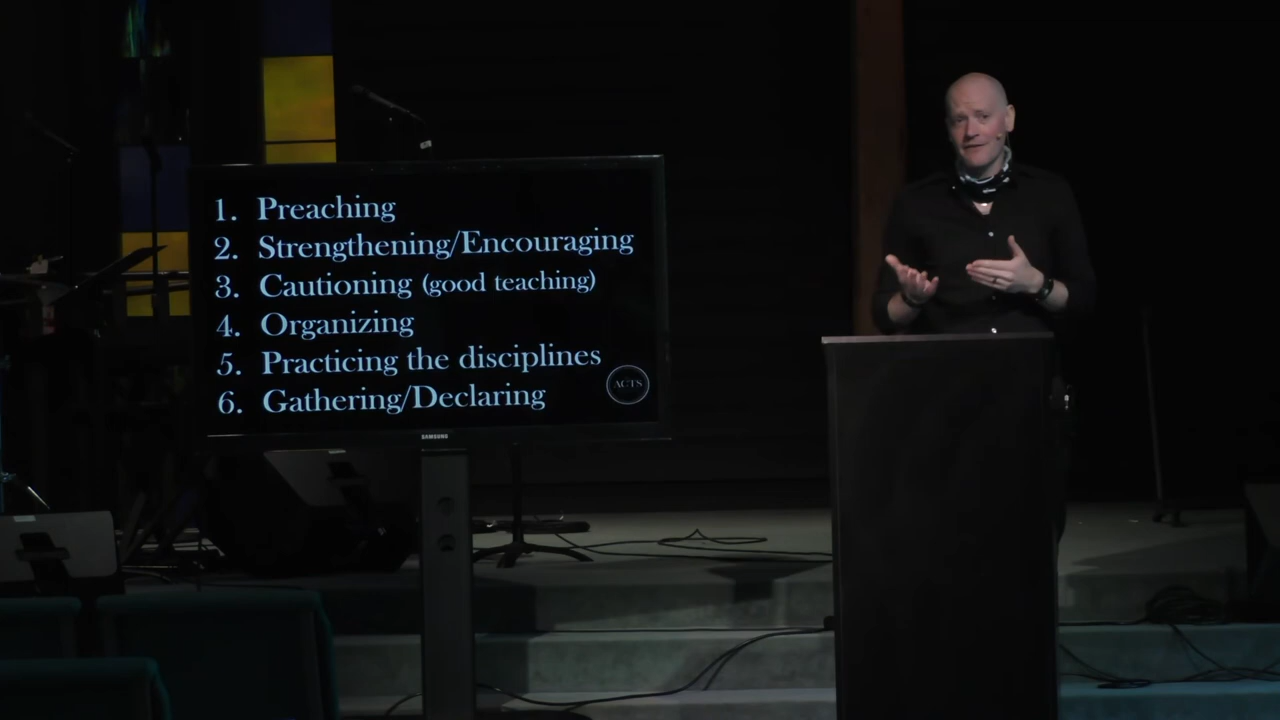 1. Preaching
2. Strengthening/Encouraging
3. Cautioning (good teaching)
4. Organizing
5. Practicing the disciplines
6. Gathering/Declaring
ACTS
SAMSUNG